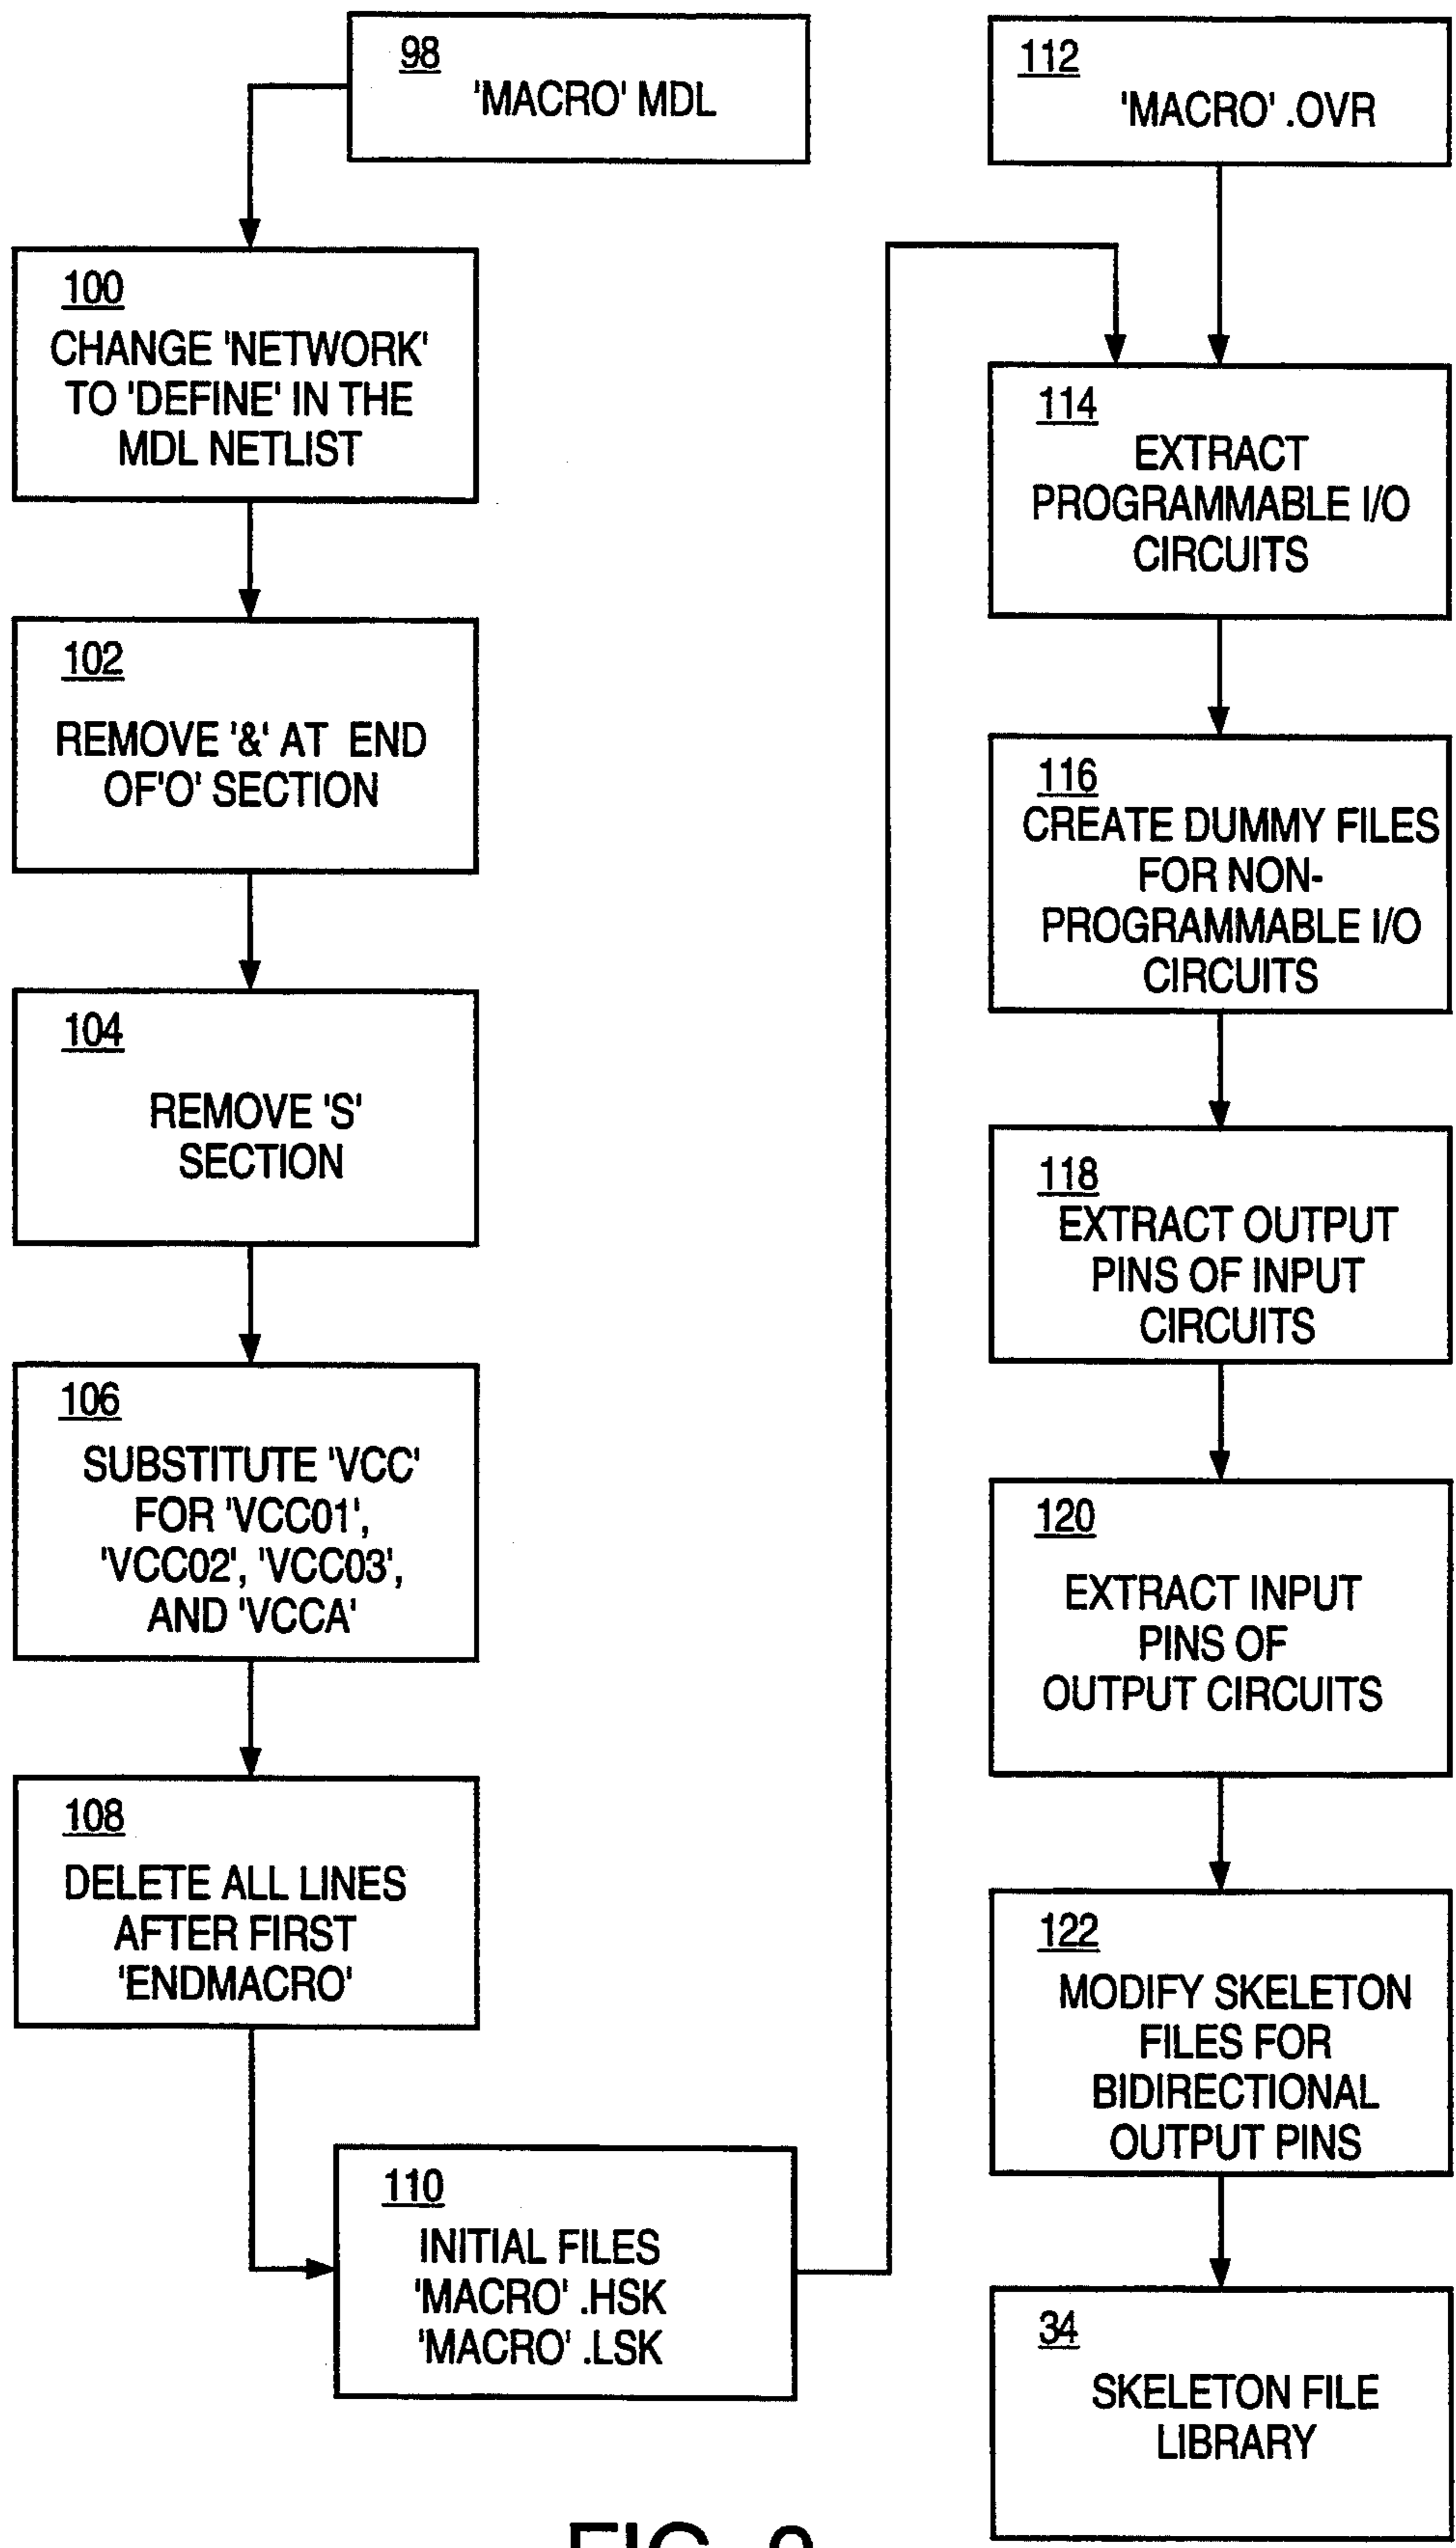 98
'MACRO' MDL
100
CHANGE 'NETWORK'
TO 'DEFINE' IN THE
MDL NETLIST
102
REMOVE '&' AT END
OF'O' SECTION
104
REMOVE 'S'
SECTION
106
SUBSTITUTE 'VCC'
FOR 'VCC01',
'VCC02', 'VCC03',
AND 'VCCA'
108
DELETE ALL LINES
AFTER FIRST
'ENDMACRO'
110
INITIAL FILES
'MACRO' .HSK
'MACRO' .LSK
112
'MACRO' .OVR
114
EXTRACT
PROGRAMMABLE I/O
CIRCUITS
116
CREATE DUMMY FILES
FOR NON-
PROGRAMMABLE I/O
CIRCUITS
118
EXTRACT OUTPUT
PINS OF INPUT
CIRCUITS
120
EXTRACT INPUT
PINS OF
OUTPUT CIRCUITS
122
MODIFY SKELETON
FILES FOR
BIDIRECTIONAL
OUTPUT PINS
34
SKELETON FILE
LIBRARY
FIG.